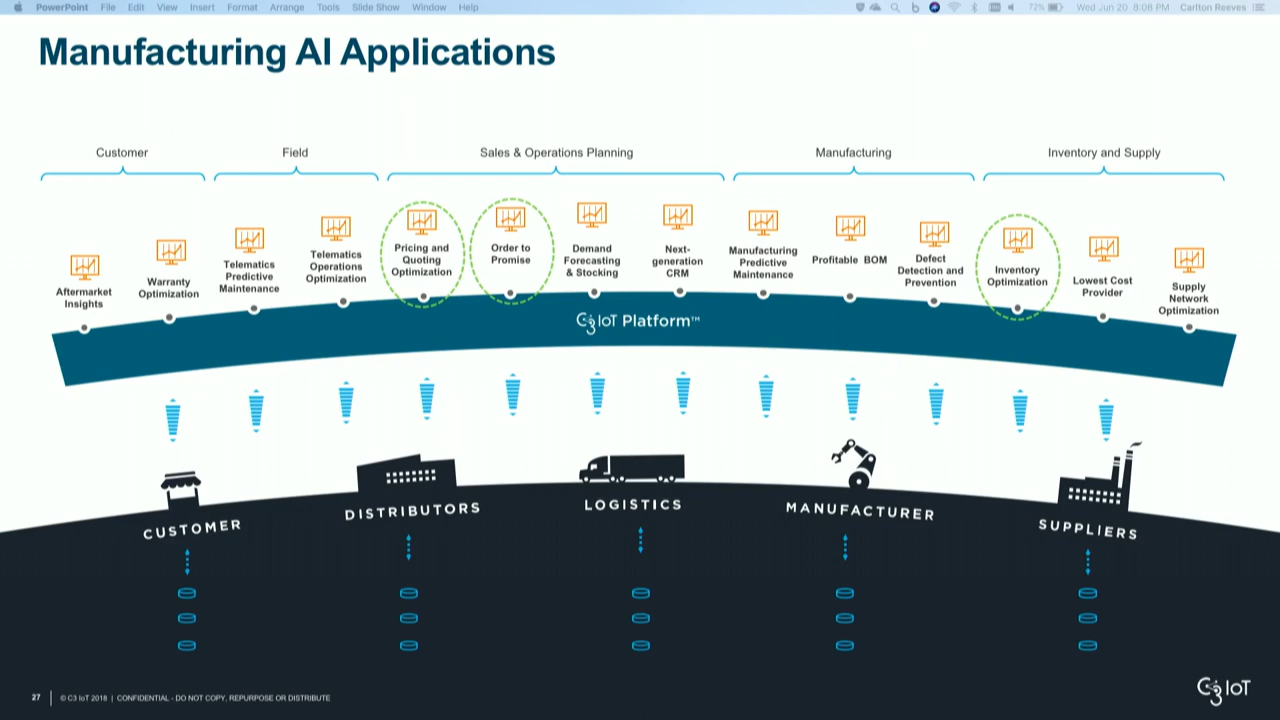 PowerPoint File Edit View Insert Format Arrange Tools Slide Show Window Help 72% Wed Jun 20 8:08 PM Carlton Reeves
Manufacturing AI Applications
Customer
Field
Sales & Operations Planning
Manufacturing
Inventory and Supply
Aftermarket
Insights
Warranty
Optimization
Telematics
Predictive
Maintenance
Telematics
Operations
Optimization
Pricing and
Quoting
Optimization
Order to
Promise
Demand
Forecasting
& Stocking
Next-
generation
CRM
Manufacturing
Predictive
Maintenance
Profitable BOM
Defect
Detection and
Prevention
Inventory
Optimization
Lowest Cost
Provider
Supply
Network
Optimization
C3 IoT Platform™
CUSTOMER
DISTRIBUTORS
LOGISTICS
MANUFACTURER
SUPPLIERS
27 | © C3 IoT 2018 | CONFIDENTIAL - DO NOT COPY, REPURPOSE OR DISTRIBUTE
C3 IoT